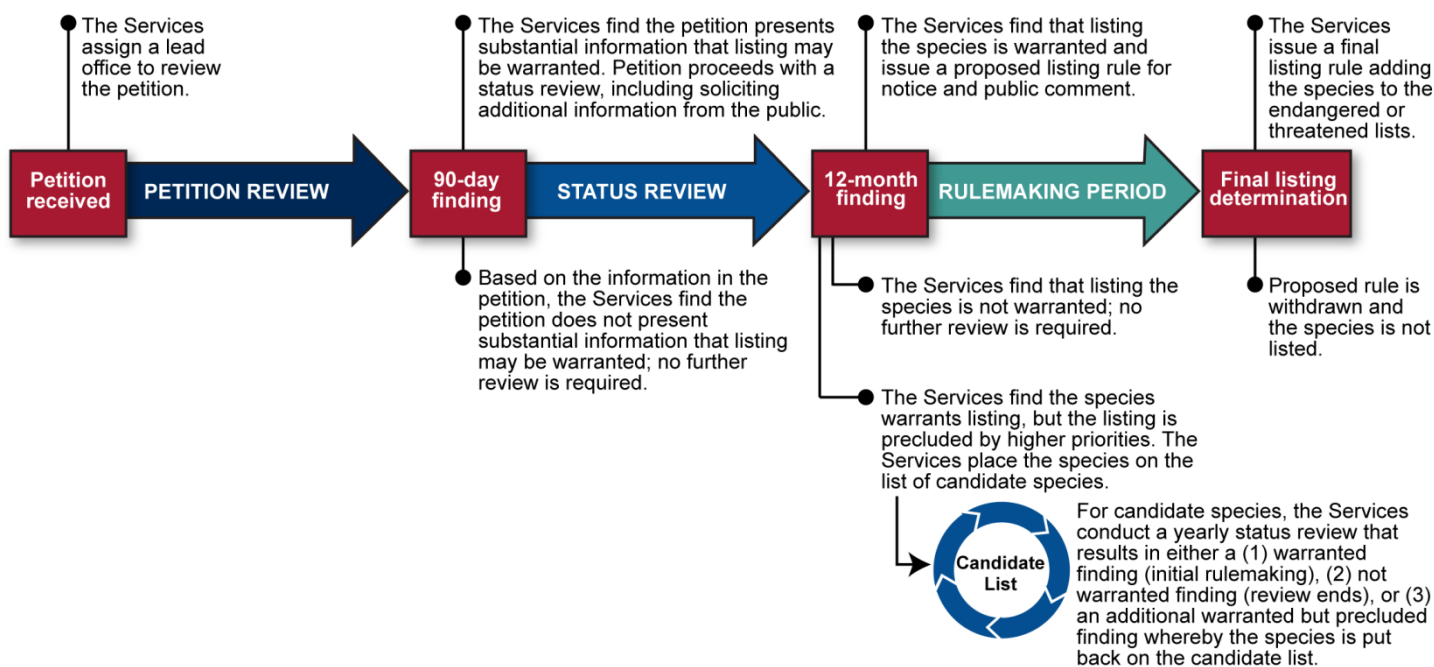 The Services
assign a lead
office to review
the petition.
The Services find the petition presents
substantial information that listing may
be warranted. Petition proceeds with a
status review, including soliciting
additional information from the public.
The Services find that listing
the species is warranted and
issue a proposed listing rule for
notice and public comment.
The Services
issue a final
listing rule adding
the species to the
endangered or
threatened lists.
Petition
received
PETITION REVIEW
90-day
finding
STATUS REVIEW
12-month
finding
RULEMAKING PERIOD
Final listing
determination
Based on the information in the
petition, the Services find the
petition does not present
substantial information that listing
may be warranted; no further
review is required.
The Services find that listing the
species is not warranted; no
further review is required.
Proposed rule is
withdrawn and
the species is not
listed.
The Services find the species
warrants listing, but the listing is
precluded by higher priorities. The
Services place the species on the
list of candidate species.
Candidate
List
For candidate species, the Services
conduct a yearly status review that
results in either a (1) warranted
finding (initial rulemaking), (2) not
warranted finding (review ends), or (3)
an additional warranted but precluded
finding whereby the species is put
back on the candidate list.